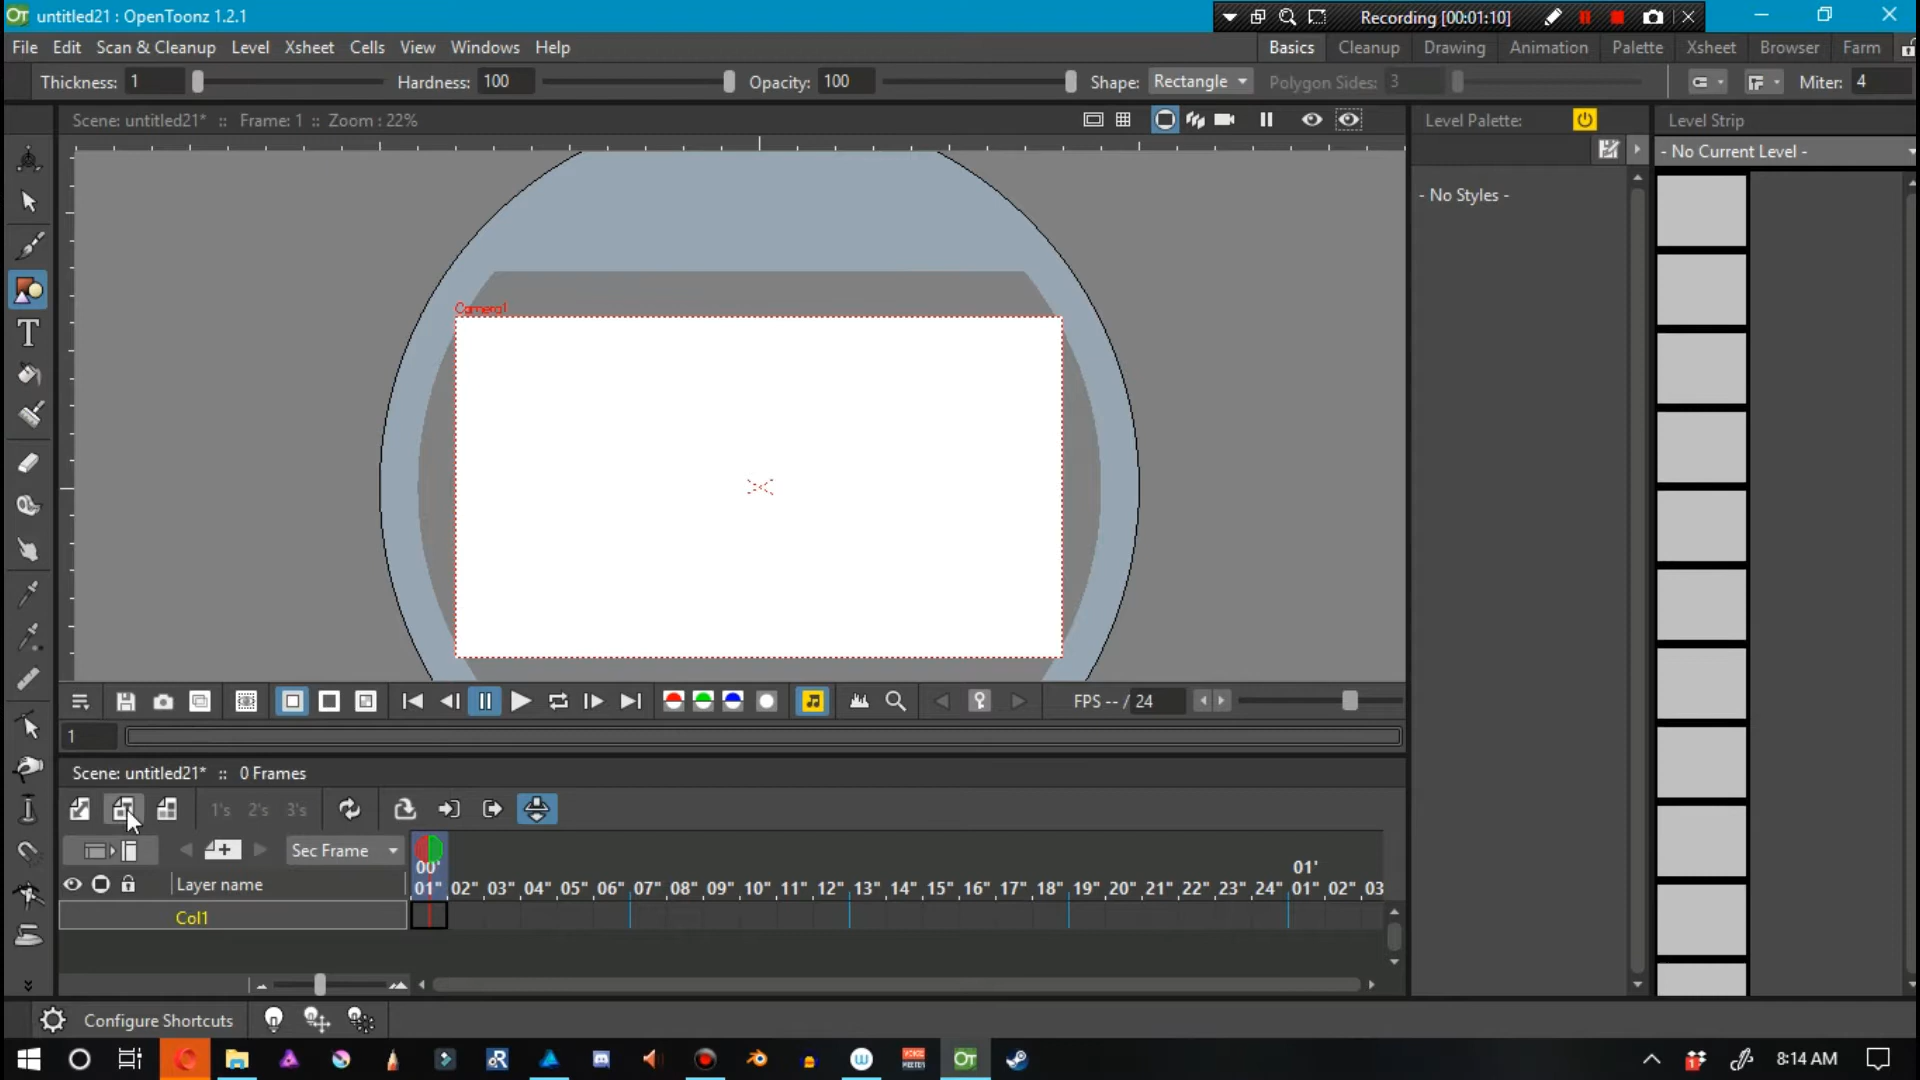 untitled21 : OpenToonz 1.2.1
Recording [00:01:10]
File Edit Scan & Cleanup Level Xsheet Cells View Windows Help
Basics Cleanup Drawing Animation Palette Xsheet Browser Farm
Thickness: 1 Hardness: 100 Opacity: 100 Shape: Rectangle Polygon Sides: 3 Miter: 4
Scene: untitled21* :: Frame: 1 :: Zoom : 22%
Level Palette:
Level Strip
- No Current Level -
- No Styles -
Camera1
FPS -- / 24
1
Scene: untitled21* :: 0 Frames
1's 2's 3's
Sec Frame
00' 01'
01" 02" 03" 04" 05" 06" 07" 08" 09" 10" 11" 12" 13" 14" 15" 16" 17" 18" 19" 20" 21" 22" 23" 24" 01" 02" 03
Layer name
Col1
Configure Shortcuts
8:14 AM